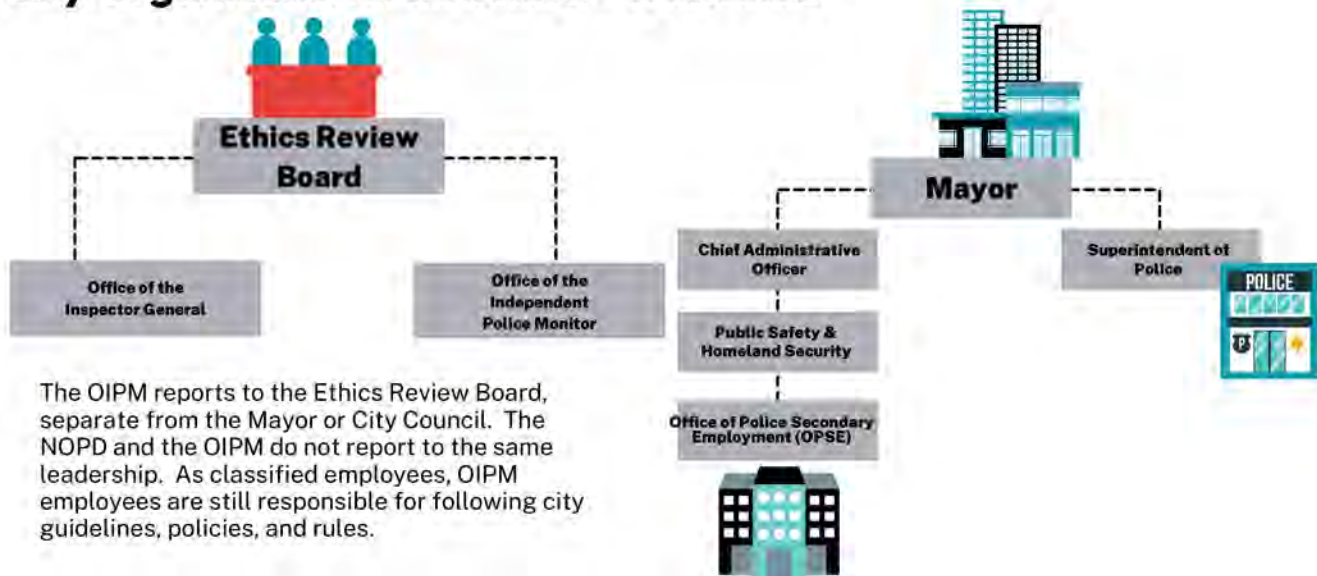 Ethics Review
Board
Mayor
Chief Administrative
Officer
Superintendent of
Police
POLICE
P
Office of the
Inspector General
Office of the
Independent
Police Monitor
Public Safety &
Homeland Security
Office of Police Secondary
Employment (OPSE)
The OIPM reports to the Ethics Review Board,
separate from the Mayor or City Council. The
NOPD and the OIPM do not report to the same
leadership. As classified employees, OIPM
employees are still responsible for following city
guidelines, policies, and rules.